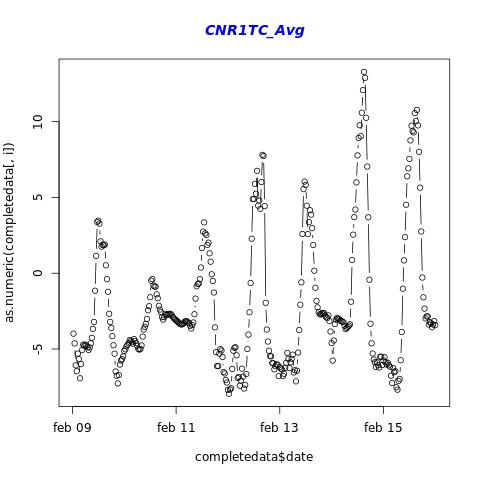 CNR1TC_Avg
as.numeric(completedata[, i])
10
5
0
-5
feb 09
feb 11
feb 13
feb 15
completedata$date